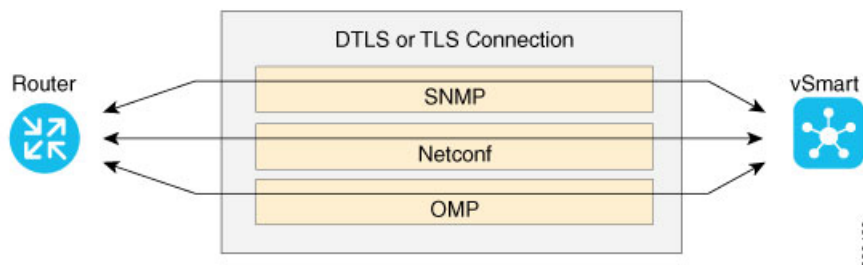 DTLS or TLS Connection
Router
vSmart
SNMP
Netconf
OMP